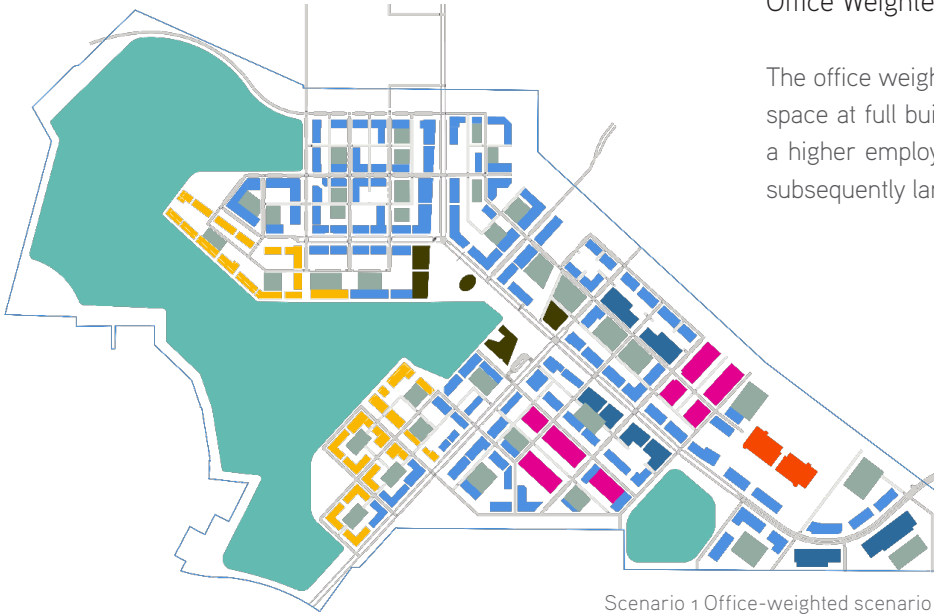 Office Weighte
The office weigh
space at full bui
a higher employ
subsequently lar
Scenario 1 Office-weighted scenario